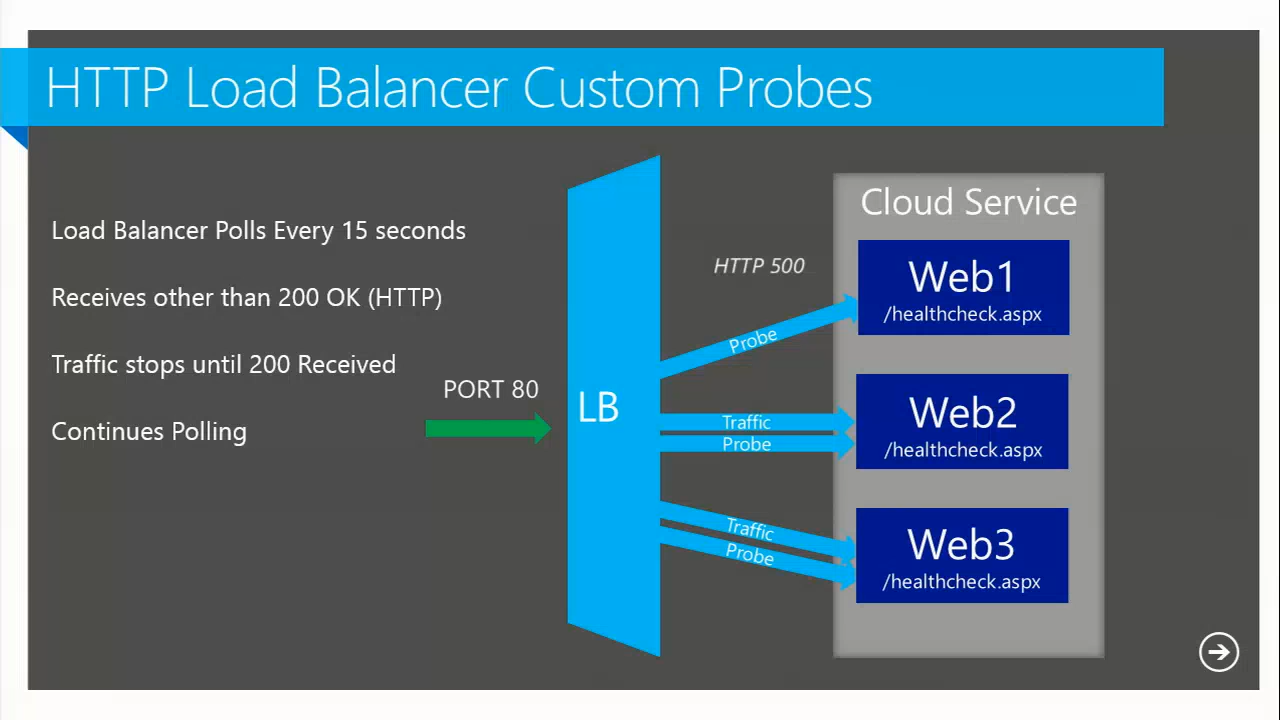 HTTP Load Balancer Custom Probes
Load Balancer Polls Every 15 seconds
Receives other than 200 OK (HTTP)
Traffic stops until 200 Received
Continues Polling
PORT 80
LB
HTTP 500
Probe
Traffic
Probe
Traffic
Probe
Cloud Service
Web1
/healthcheck.aspx
Web2
/healthcheck.aspx
Web3
/healthcheck.aspx